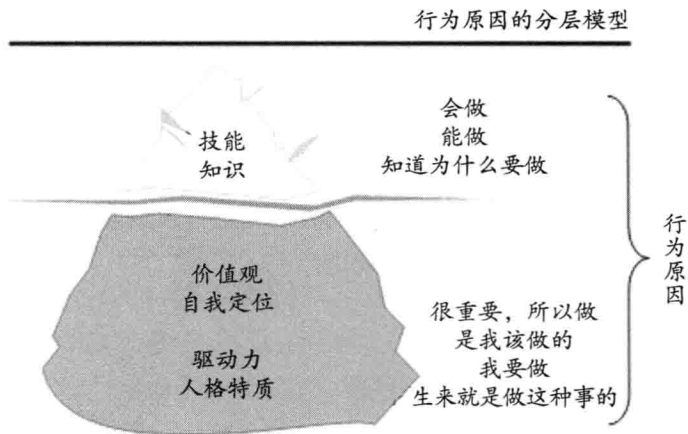 行为原因的分层模型
技能
知识
会做
能做
知道为什么要做
价值观
自我定位
驱动力
人格特质
很重要，所以做
是我该做的
我要做
生来就是做这种事的
行为原因